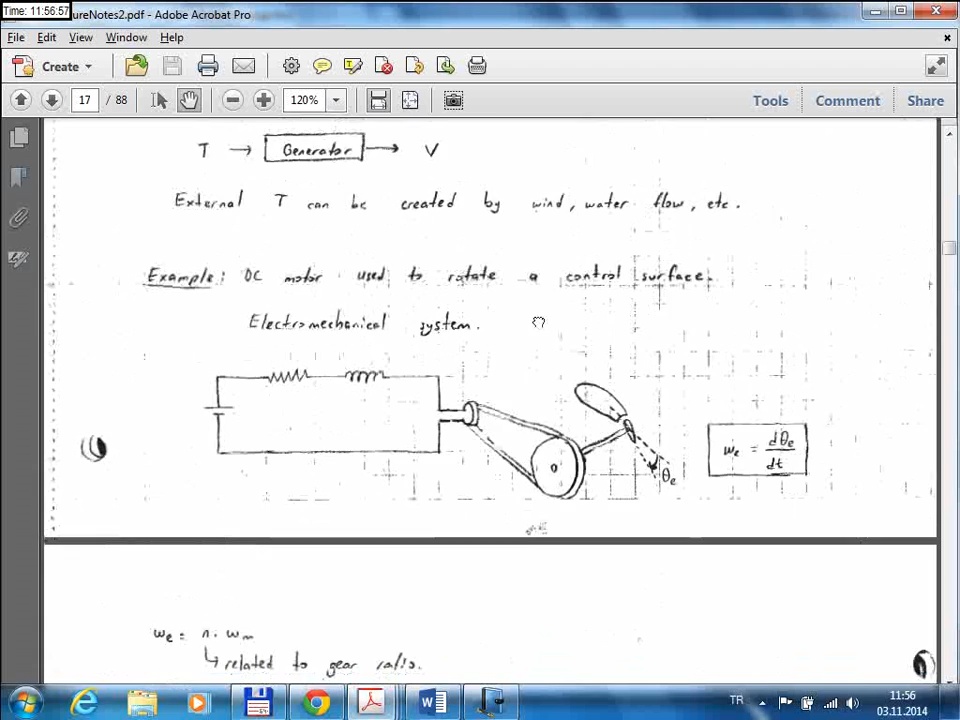 Time: 11:56:57
ureNotes2.pdf - Adobe Acrobat Pro
File Edit View Window Help
Create
17 / 88 120% Tools Comment Share
T → Generator → V
External T can be created by wind, water flow, etc.
Example: DC motor used to rotate a control surface.
Electromechanical system.
we = dθe/dt
θe
we = n. wm
↳ related to gear ratio.
TR 11:56
03.11.2014